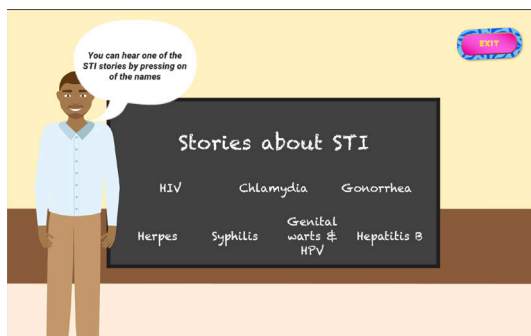 You can hear one of the
STI stories by pressing on
of the names
EXIT
Stories about STI
HIV
Chlamydia
Gonorrhea
Herpes
Syphilis
Genital
warts &
HPV
Hepatitis B